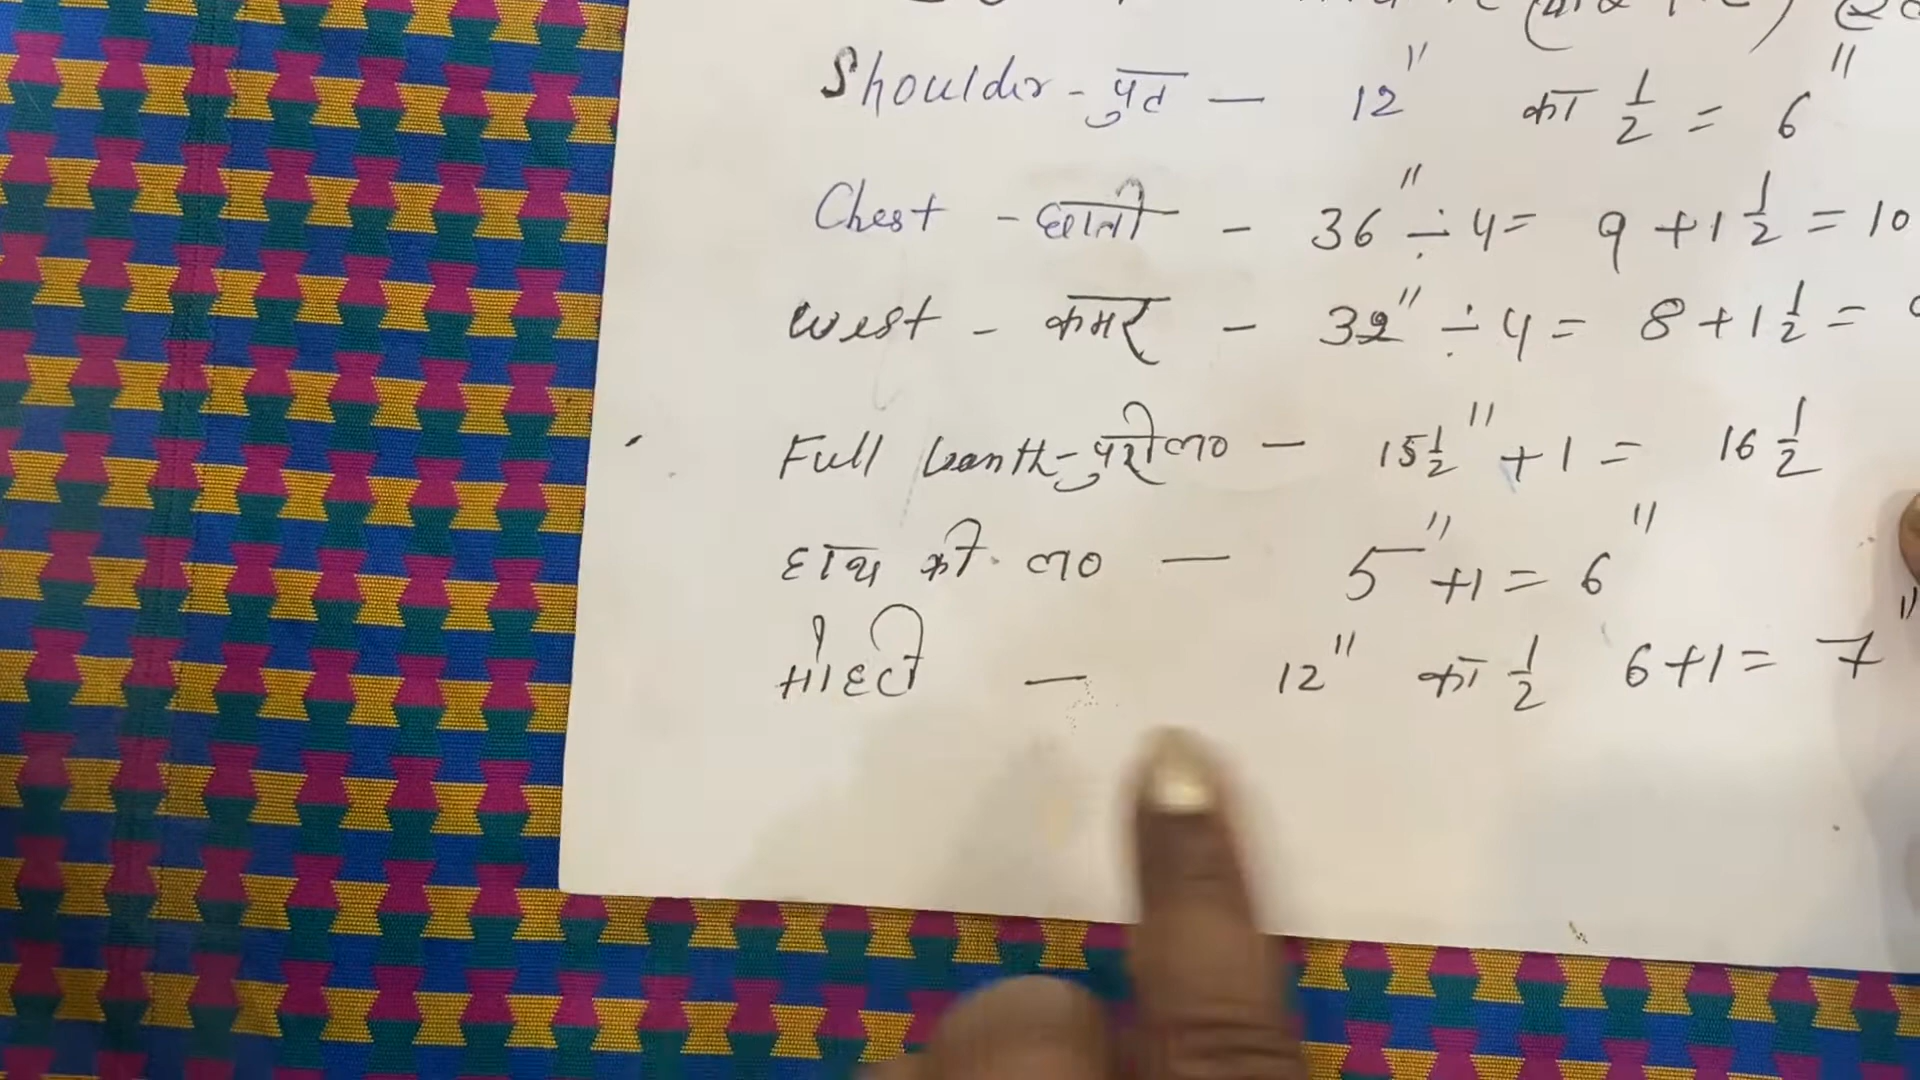 Shoulder - पुट — 12" का 1/2 = 6"
Chest - छाती - 36" ÷ 4 = 9 + 1 1/2 = 10
west - कमर - 32" ÷ 4 = 8 + 1 1/2 =
Full lanth - पुरी ल० — 15 1/2" + 1 = 16 1/2
हाथ की ल० — 5" + 1 = 6"
मोहरी — 12" का 1/2 6 + 1 = 7"